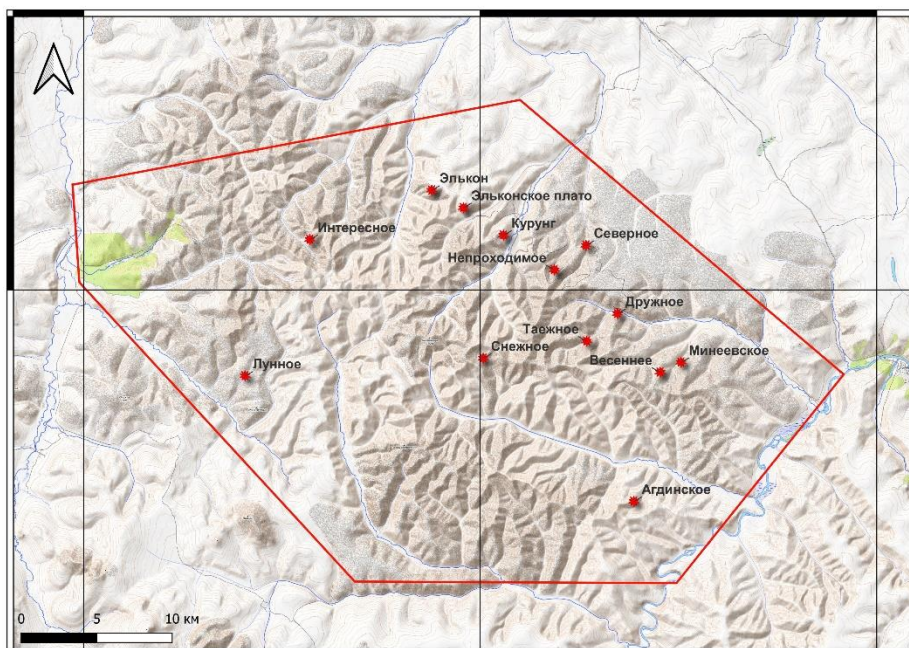 Элькон
Эльконское плато
Интересное
Курунг
Северное
Непроходимое
Дружное
Таежное
Снежное
Весеннее
Минеевское
Лунное
Агдинское
0 5 10 км